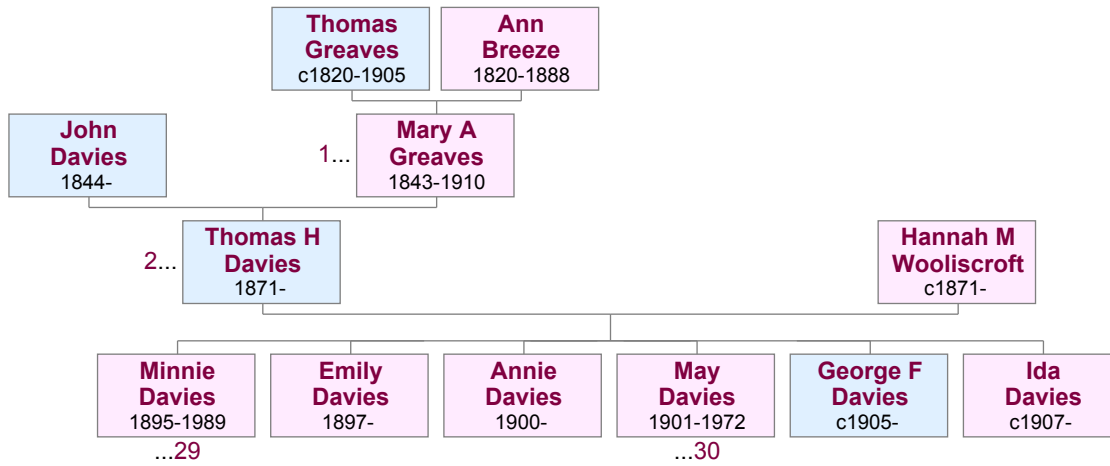 Thomas
Greaves
c1820-1905
Ann
Breeze
1820-1888
John
Davies
1844-
1...
Mary A
Greaves
1843-1910
2...
Thomas H
Davies
1871-
Hannah M
Wooliscroft
c1871-
Minnie
Davies
1895-1989
...29
Emily
Davies
1897-
Annie
Davies
1900-
May
Davies
1901-1972
...30
George F
Davies
c1905-
Ida
Davies
c1907-